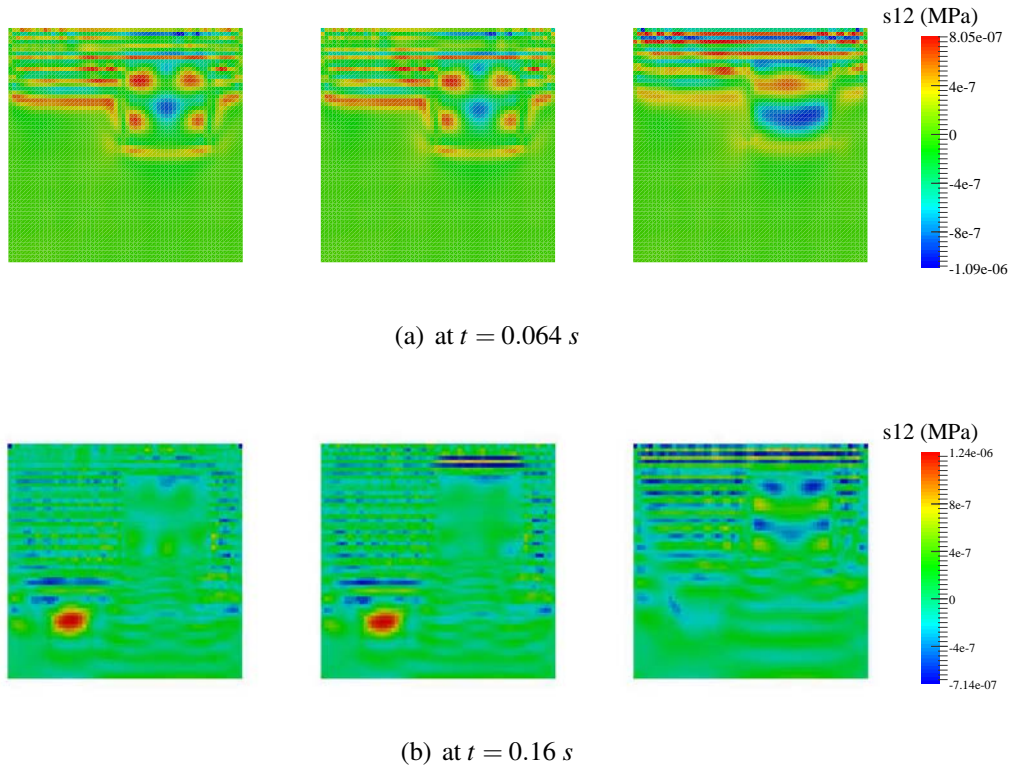 s12 (MPa)
8.05e-07
4e-7
0
-4e-7
-8e-7
-1.09e-06
(a) at t = 0.064 s
s12 (MPa)
1.24e-06
8e-7
4e-7
0
-4e-7
-7.14e-07
(b) at t = 0.16 s